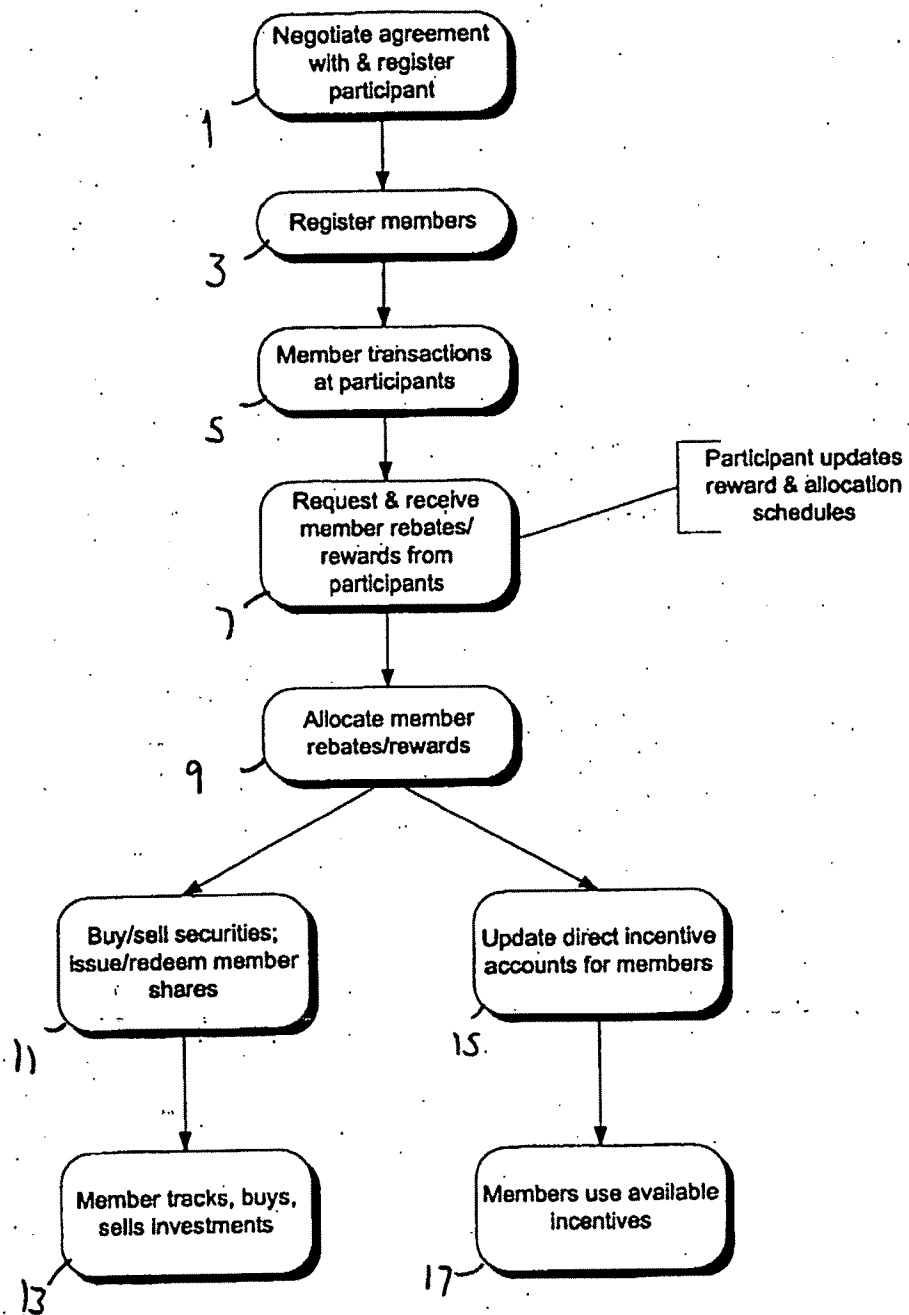 Negotiate agreement
with & register
participant
1
Register members
3
Member transactions
at participants
5
Participant updates
reward & allocation
schedules
Request & receive
member rebates/
rewards from
participants
7
Allocate member
rebates/rewards
9
Buy/sell securities;
issue/redeem member
shares
11
Update direct incentive
accounts for members
15
Member tracks, buys,
sells investments
13
Members use available
incentives
17